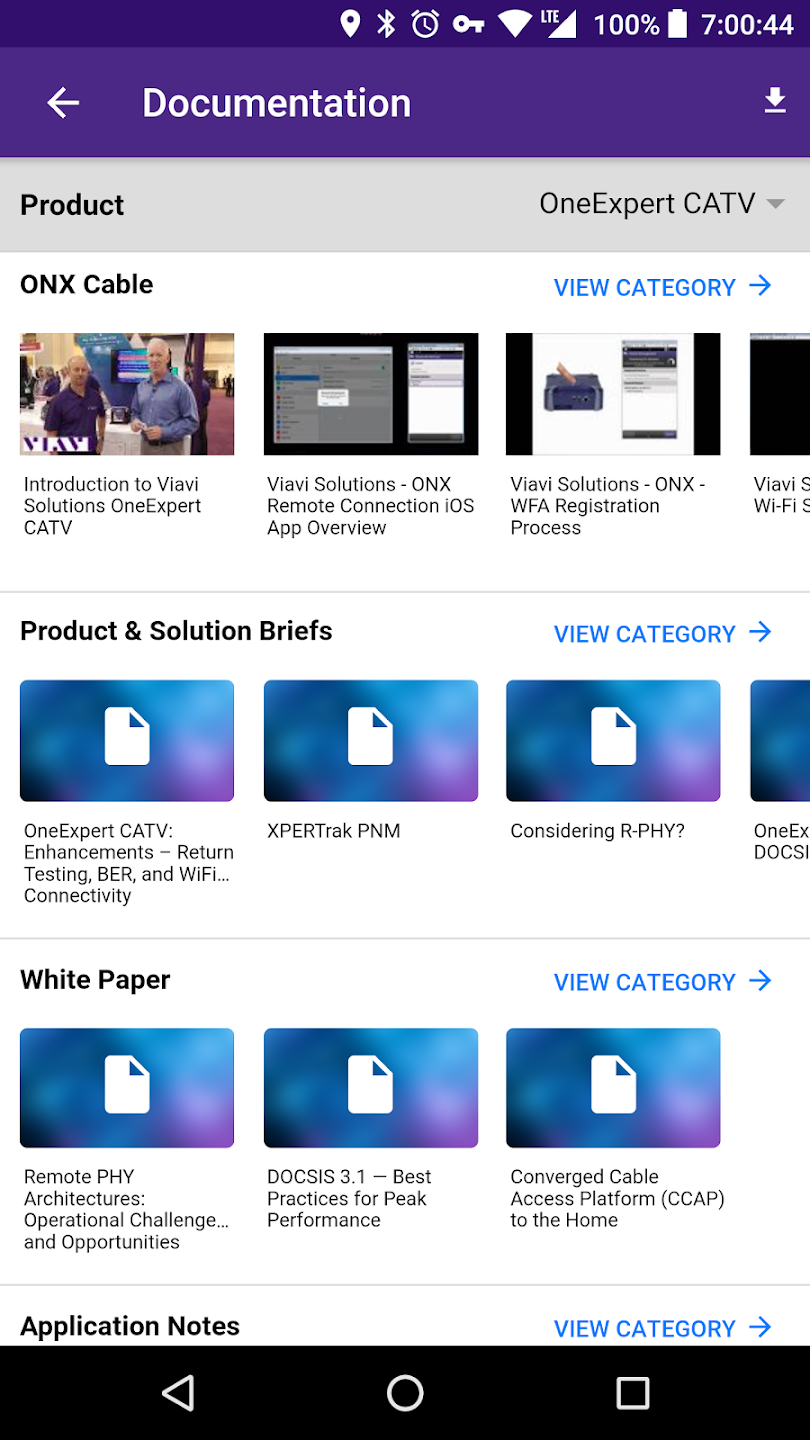 LTE 100% 7:00:44
Documentation
Product OneExpert CATV
ONX Cable VIEW CATEGORY
VIAVI
Introduction to Viavi
Solutions OneExpert
CATV
Viavi Solutions - ONX
Remote Connection iOS
App Overview
Viavi Solutions - ONX -
WFA Registration
Process
Viavi S
Wi-Fi S
Product & Solution Briefs VIEW CATEGORY
OneExpert CATV:
Enhancements – Return
Testing, BER, and WiFi…
Connectivity
XPERTrak PNM
Considering R-PHY?
OneEx
DOCSI
White Paper VIEW CATEGORY
Remote PHY
Architectures:
Operational Challenge…
and Opportunities
DOCSIS 3.1 — Best
Practices for Peak
Performance
Converged Cable
Access Platform (CCAP)
to the Home
Application Notes VIEW CATEGORY